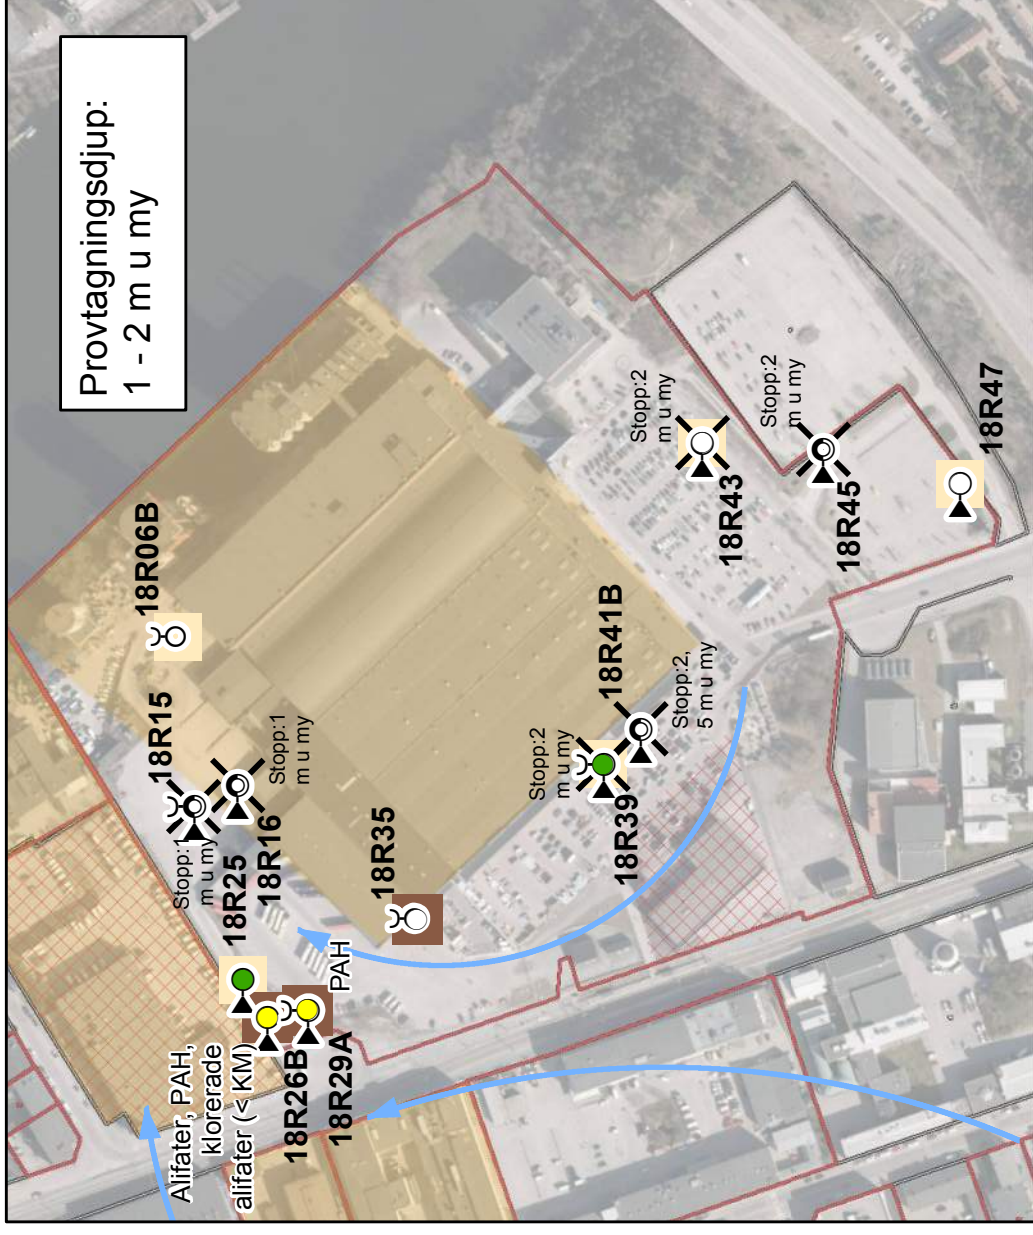 Provtagningsdjup:
1 - 2 m u my
18R06B
18R15
Stopp:1
m u my
18R16
Stopp:1
m u my
18R25
18R35
Alifater, PAH,
klorerade
alifater (< KM)
PAH
18R26B
18R29A
Stopp:2
m u my
18R39
18R41B
Stopp:2,
5 m u my
Stopp:2
m u my
18R43
Stopp:2
m u my
18R45
18R47